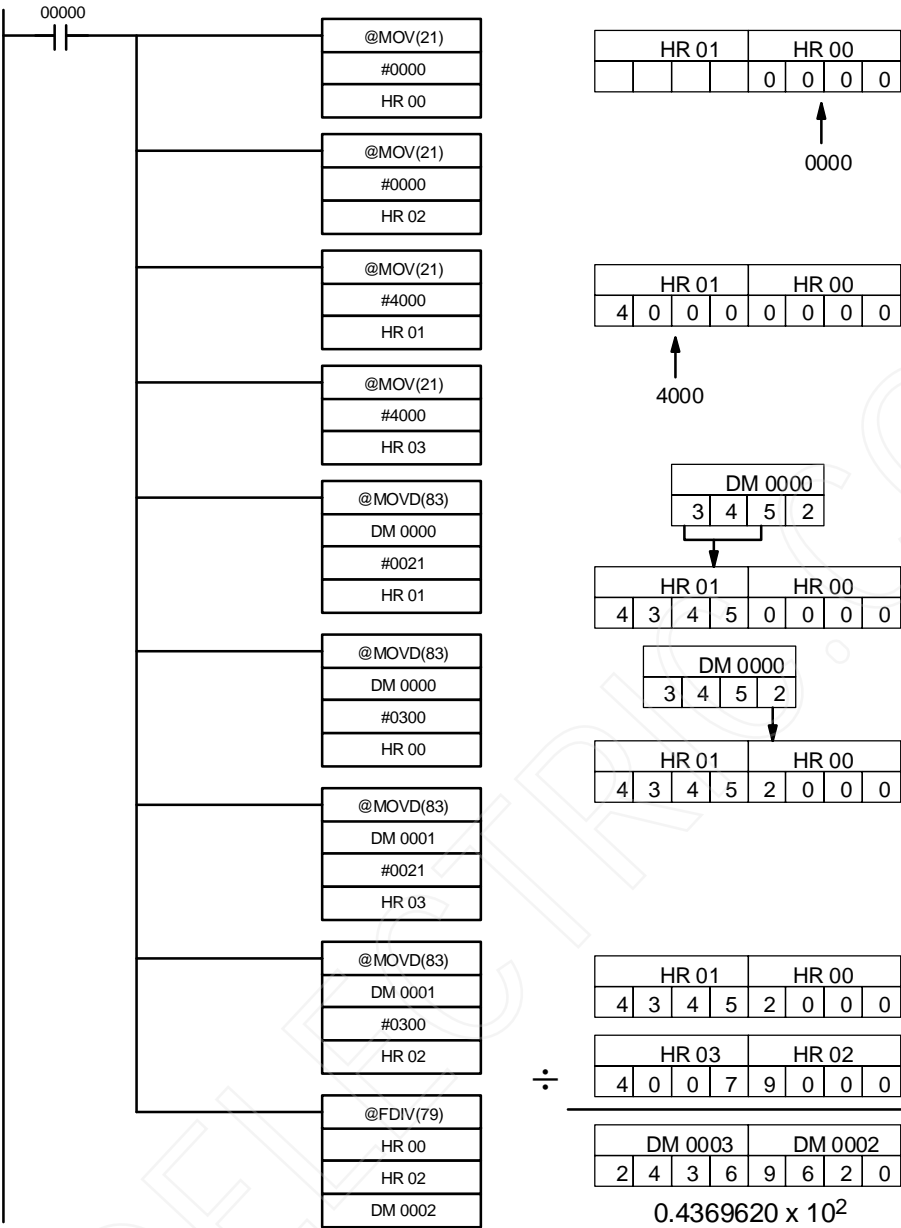 00000
@MOV(21)
#0000
HR 00
@MOV(21)
#0000
HR 02
@MOV(21)
#4000
HR 01
@MOV(21)
#4000
HR 03
@MOVD(83)
DM 0000
#0021
HR 01
@MOVD(83)
DM 0000
#0300
HR 00
@MOVD(83)
DM 0001
#0021
HR 03
@MOVD(83)
DM 0001
#0300
HR 02
@FDIV(79)
HR 00
HR 02
DM 0002
HR 01 HR 00
0 0 0 0
0000
HR 01 HR 00
4 0 0 0 0 0 0 0
4000
DM 0000
3 4 5 2
HR 01 HR 00
4 3 4 5 0 0 0 0
DM 0000
3 4 5 2
HR 01 HR 00
4 3 4 5 2 0 0 0
HR 01 HR 00
4 3 4 5 2 0 0 0
HR 03 HR 02
÷ 4 0 0 7 9 0 0 0
DM 0003 DM 0002
2 4 3 6 9 6 2 0
0.4369620 x 10²